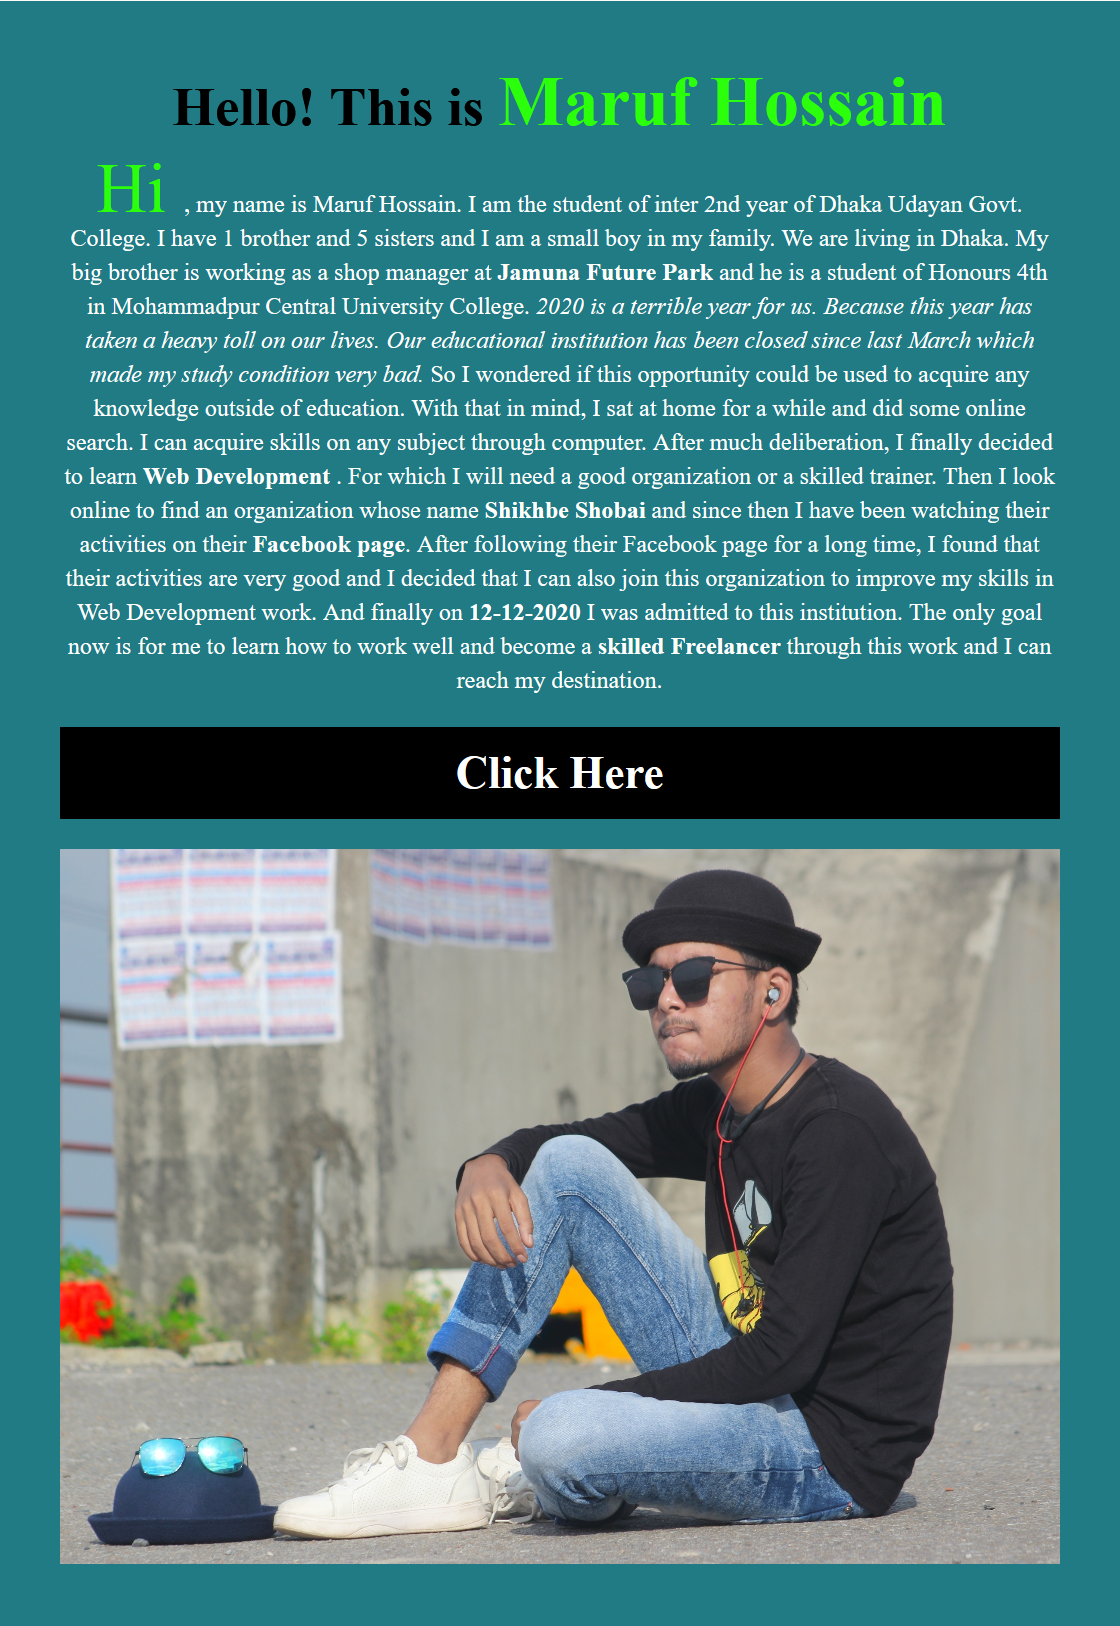 Hello! This is Maruf Hossain
Hi , my name is Maruf Hossain. I am the student of inter 2nd year of Dhaka Udayan Govt.
College. I have 1 brother and 5 sisters and I am a small boy in my family. We are living in Dhaka. My
big brother is working as a shop manager at Jamuna Future Park and he is a student of Honours 4th
in Mohammadpur Central University College. 2020 is a terrible year for us. Because this year has
taken a heavy toll on our lives. Our educational institution has been closed since last March which
made my study condition very bad. So I wondered if this opportunity could be used to acquire any
knowledge outside of education. With that in mind, I sat at home for a while and did some online
search. I can acquire skills on any subject through computer. After much deliberation, I finally decided
to learn Web Development . For which I will need a good organization or a skilled trainer. Then I look
online to find an organization whose name Shikhbe Shobai and since then I have been watching their
activities on their Facebook page. After following their Facebook page for a long time, I found that
their activities are very good and I decided that I can also join this organization to improve my skills in
Web Development work. And finally on 12-12-2020 I was admitted to this institution. The only goal
now is for me to learn how to work well and become a skilled Freelancer through this work and I can
reach my destination.
Click Here